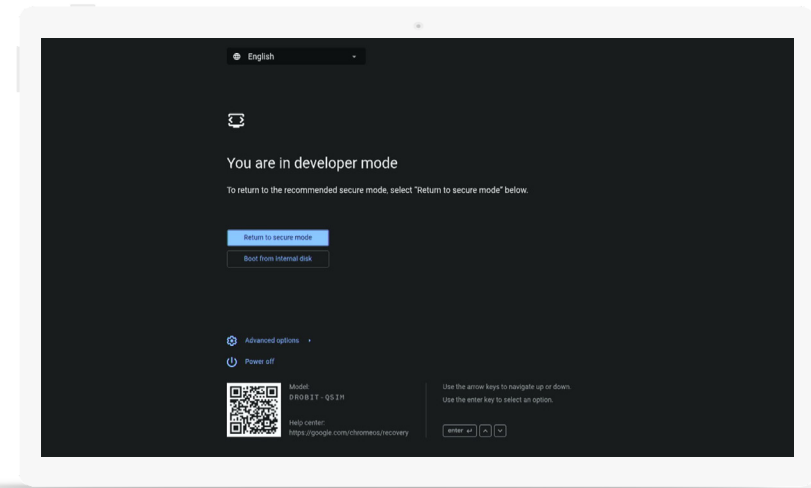 English
You are in developer mode
To return to the recommended secure mode, select "Return to secure mode" below.
Return to secure mode
Boot from internal disk
Advanced options
Power off
Model:
DROBIT-QSIM
Help center:
https://google.com/chromeos/recovery
Use the arrow keys to navigate up or down.
Use the enter key to select an option.
enter